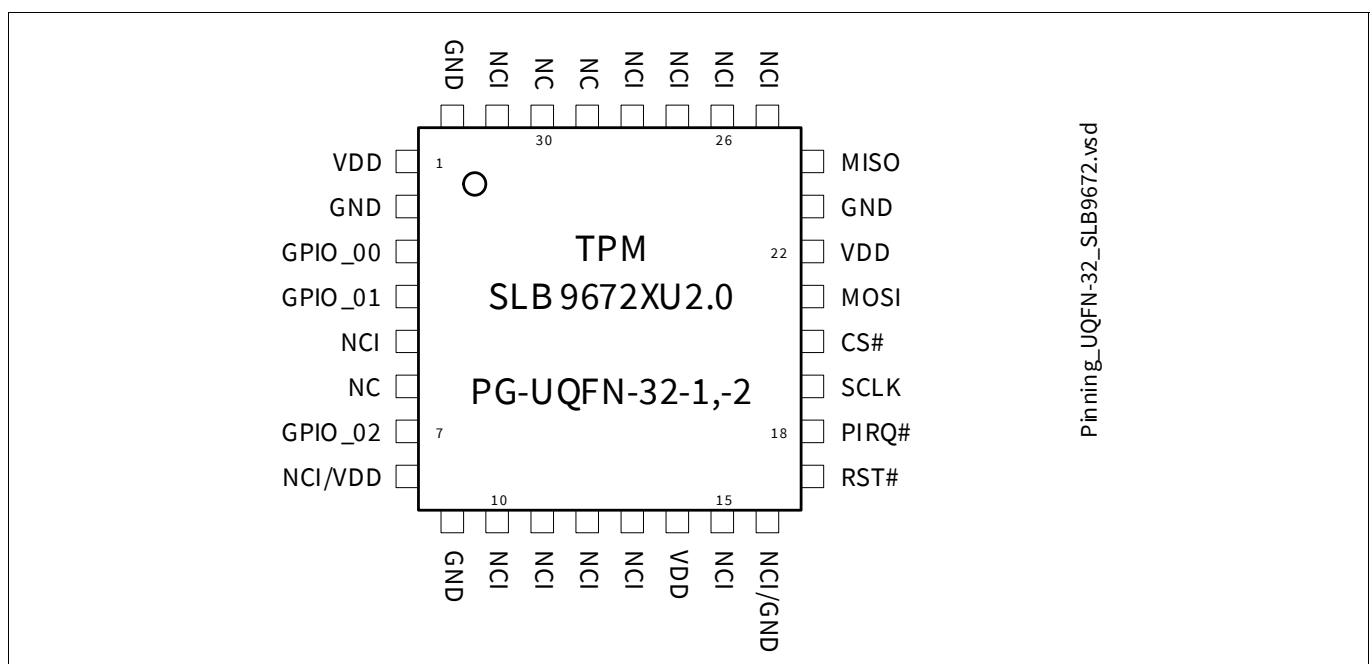 GND
NCI
NC
NC
NCI
NCI
NCI
NCI
30
26
VDD
1
MISO
GND
GND
GPIO_00
TPM
22
VDD
GPIO_01
SLB 9672XU2.0
MOSI
NCI
CS#
NC
PG-UQFN-32-1,-2
SCLK
GPIO_02
7
18
PIRQ#
NCI/VDD
RST#
10
15
GND
NCI
NCI
NCI
NCI
VDD
NCI
NCI/GND
Pinning_UQFN-32_SLB9672.vsd